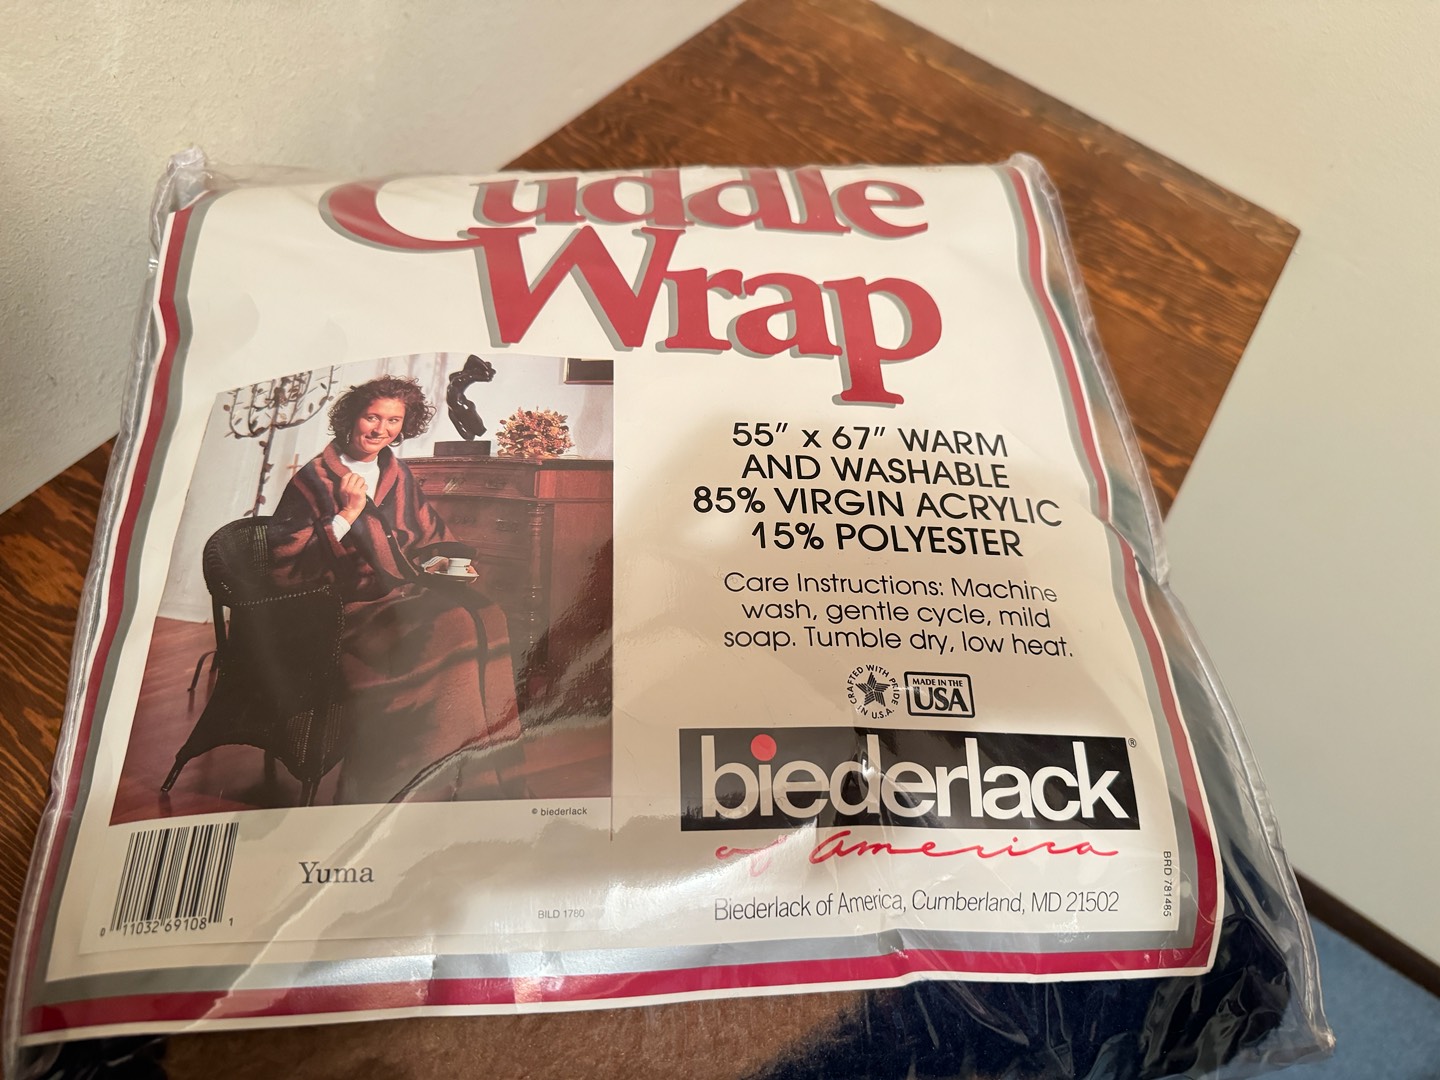 Cuddle
Wrap
55" x 67" WARM
AND WASHABLE
85% VIRGIN ACRYLIC
15% POLYESTER
Care Instructions: Machine
wash, gentle cycle, mild
soap. Tumble dry, low heat.
CRAFTED WITH PRIDE IN U.S.A.
MADE IN THE
USA
biederlack®
of America
Biederlack of America, Cumberland, MD 21502
BRD 781485
© biederlack
Yuma
BILD 1780
0 11032 69108 1